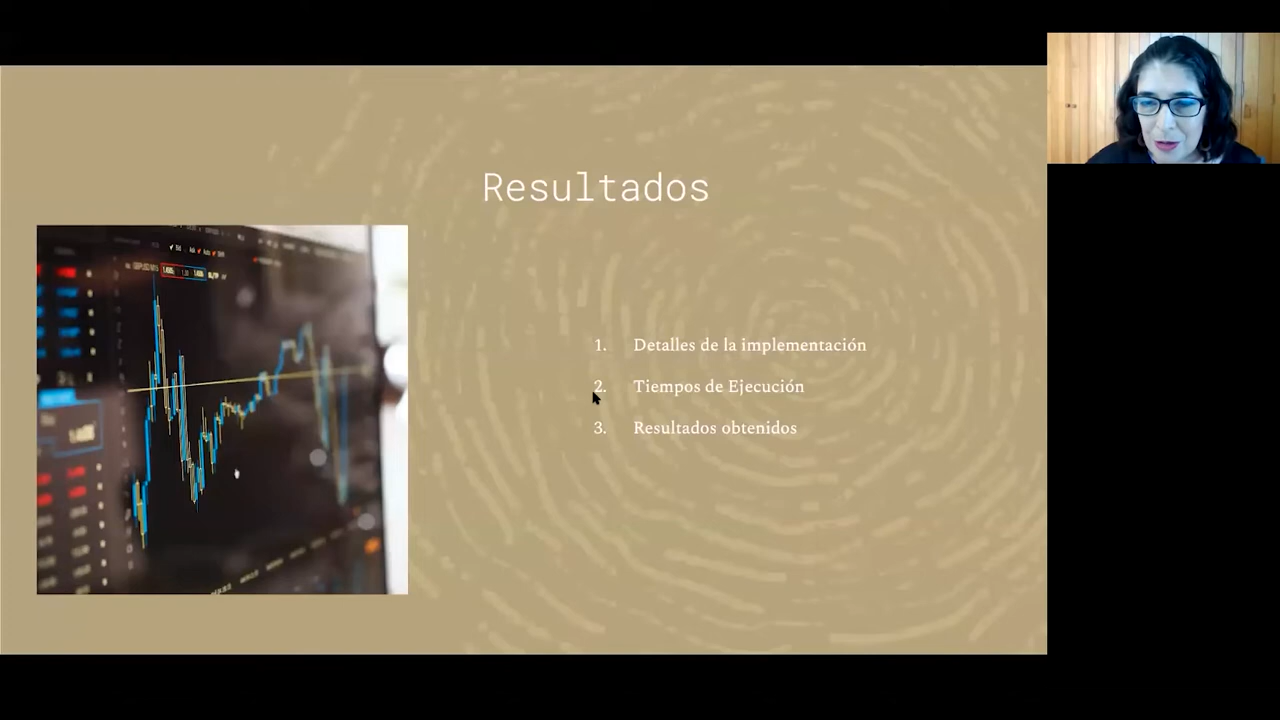 Resultados
1. Detalles de la implementación
2. Tiempos de Ejecución
3. Resultados obtenidos